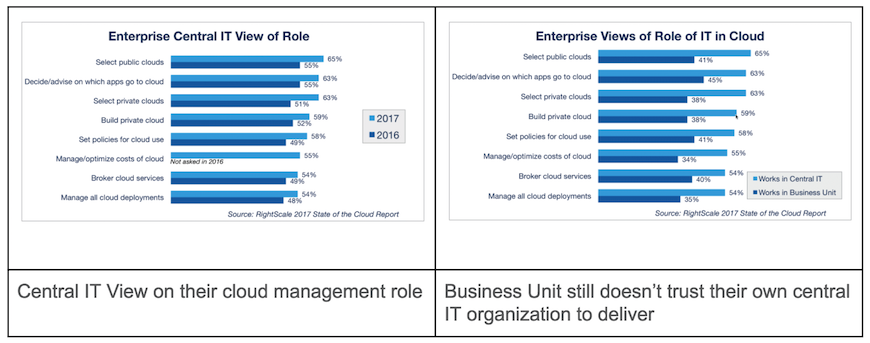 Enterprise Central IT View of Role
Select public clouds
65%
55%
Decide/advise on which apps go to cloud
63%
55%
Select private clouds
63%
51%
Build private cloud
59%
52%
Set policies for cloud use
58%
49%
Manage/optimize costs of cloud
55%
Not asked in 2016
Broker cloud services
54%
49%
Manage all cloud deployments
54%
48%
2017
2016
Source: RightScale 2017 State of the Cloud Report
Enterprise Views of Role of IT in Cloud
Select public clouds
65%
41%
Decide/advise on which apps go to cloud
63%
45%
Select private clouds
63%
38%
Build private cloud
59%
38%
Set policies for cloud use
58%
41%
Manage/optimize costs of cloud
55%
34%
Broker cloud services
54%
40%
Manage all cloud deployments
54%
35%
Works in Central IT
Works in Business Unit
Source: RightScale 2017 State of the Cloud Report
Central IT View on their cloud management role
Business Unit still doesn’t trust their own central
IT organization to deliver